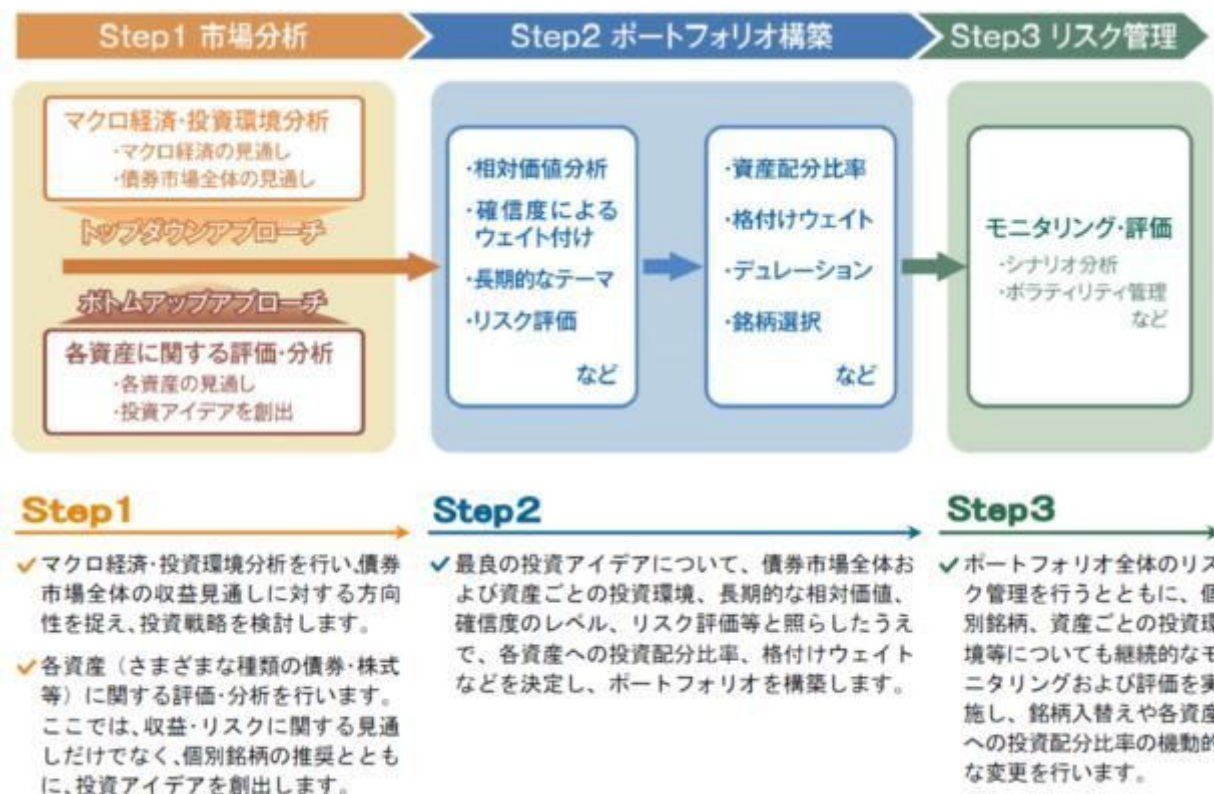 Step1 市場分析
Step2 ポートフォリオ構築
Step3 リスク管理
マクロ経済・投資環境分析
・マクロ経済の見通し
・債券市場全体の見通し
トップダウンアプローチ
ボトムアップアプローチ
各資産に関する評価・分析
・各資産の見通し
・投資アイデアを創出
・相対価値分析
・確信度による
ウェイト付け
・長期的なテーマ
・リスク評価
など
・資産配分比率
・格付けウェイト
・デュレーション
・銘柄選択
など
モニタリング・評価
・シナリオ分析
・ボラティリティ管理
など
Step1
マクロ経済・投資環境分析を行い、債券
市場全体の収益見通しに対する方向
性を捉え、投資戦略を検討します。
各資産（さまざまな種類の債券・株式
等）に関する評価・分析を行います。
ここでは、収益・リスクに関する見通
しだけでなく、個別銘柄の推奨ととも
に、投資アイデアを創出します。
Step2
最良の投資アイデアについて、債券市場全体お
よび資産ごとの投資環境、長期的な相対価値、
確信度のレベル、リスク評価等と照らしたうえ
で、各資産への投資配分比率、格付けウェイト
などを決定し、ポートフォリオを構築します。
Step3
ポートフォリオ全体のリス
ク管理を行うとともに、個
別銘柄、資産ごとの投資環
境等についても継続的なモ
ニタリングおよび評価を実
施し、銘柄入替えや各資産
への投資配分比率の機動的
な変更を行います。